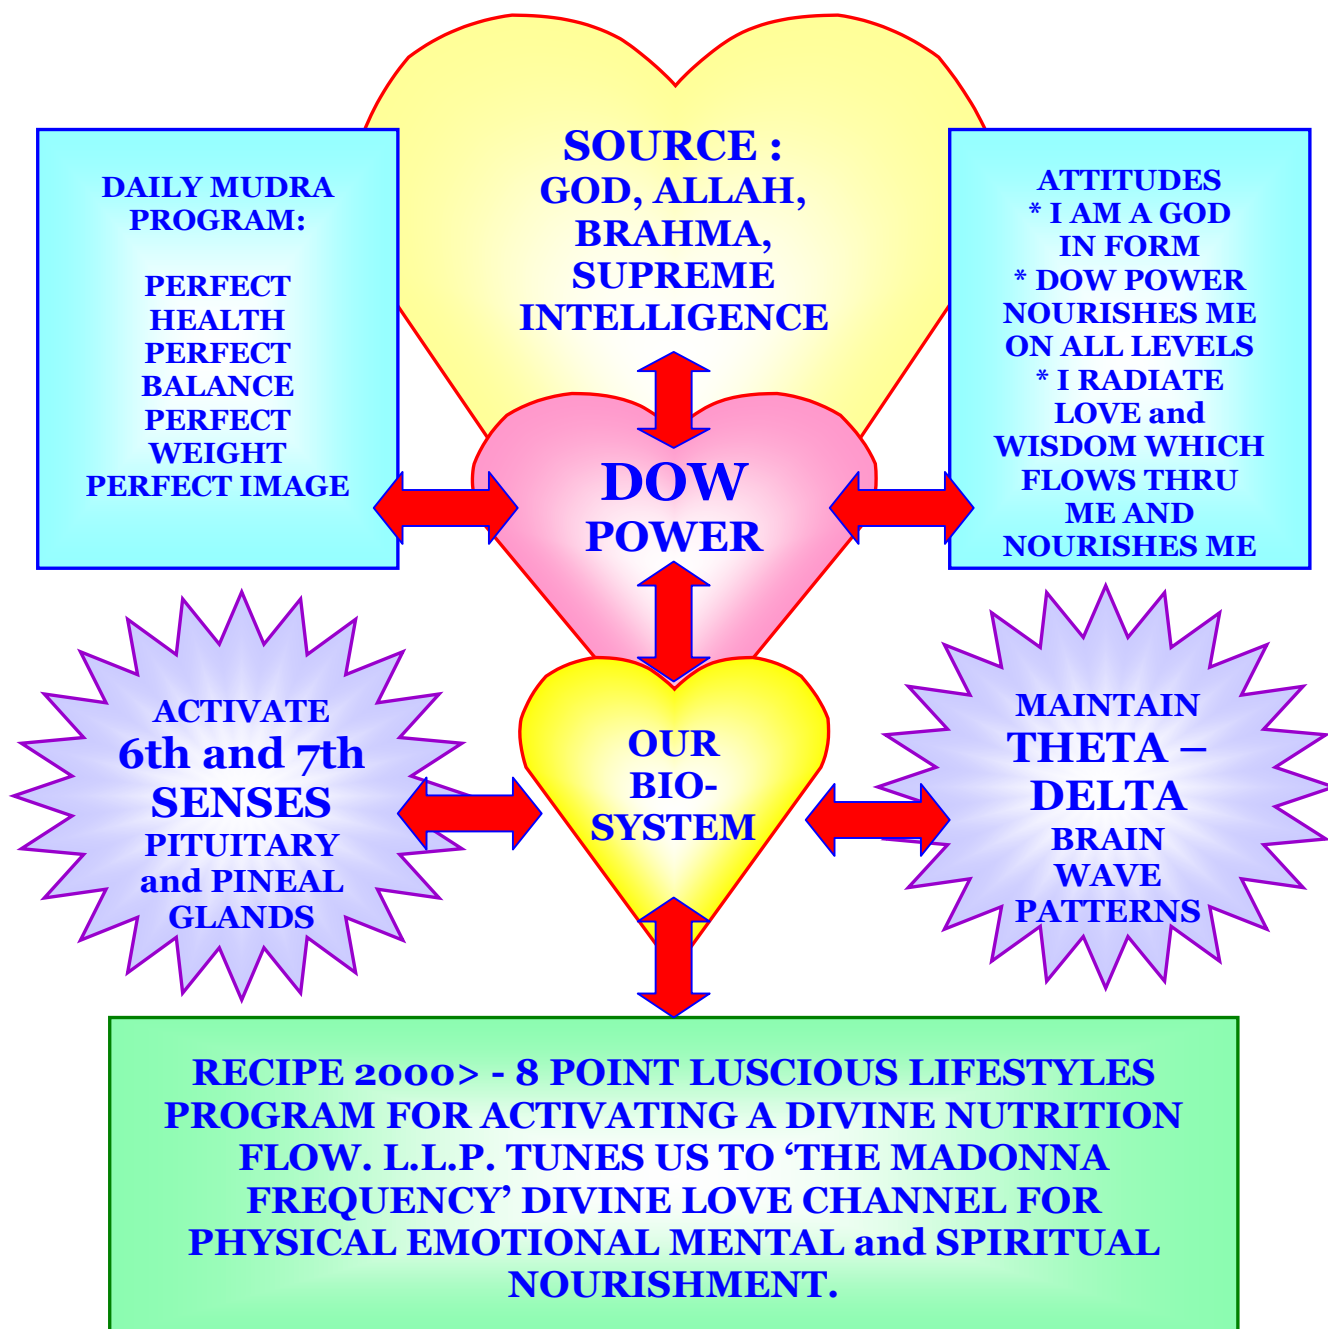 SOURCE :
GOD, ALLAH,
BRAHMA,
SUPREME
INTELLIGENCE
DAILY MUDRA
PROGRAM:
PERFECT
HEALTH
PERFECT
BALANCE
PERFECT
WEIGHT
PERFECT IMAGE
ATTITUDES
* I AM A GOD
IN FORM
* DOW POWER
NOURISHES ME
ON ALL LEVELS
* I RADIATE
LOVE and
WISDOM WHICH
FLOWS THRU
ME AND
NOURISHES ME
DOW
POWER
ACTIVATE
6th and 7th
SENSES
PITUITARY
and PINEAL
GLANDS
OUR
BIO-
SYSTEM
MAINTAIN
THETA –
DELTA
BRAIN
WAVE
PATTERNS
RECIPE 2000> - 8 POINT LUSCIOUS LIFESTYLES
PROGRAM FOR ACTIVATING A DIVINE NUTRITION
FLOW. L.L.P. TUNES US TO ‘THE MADONNA
FREQUENCY’ DIVINE LOVE CHANNEL FOR
PHYSICAL EMOTIONAL MENTAL and SPIRITUAL
NOURISHMENT.